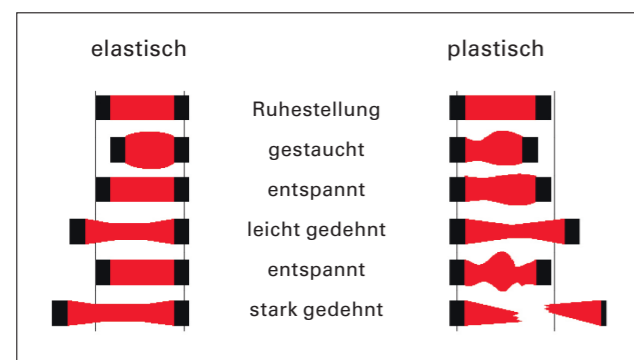 elastisch plastisch
Ruhestellung
gestaucht
entspannt
leicht gedehnt
entspannt
stark gedehnt